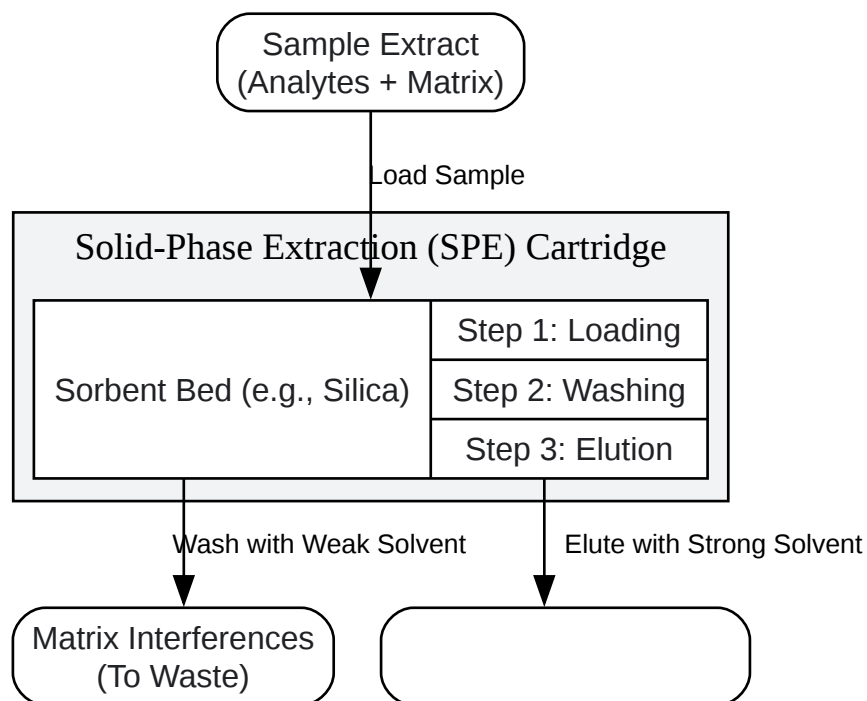 Sample Extract
(Analytes + Matrix)
Load Sample
Solid-Phase Extraction (SPE) Cartridge
Sorbent Bed (e.g., Silica)
Step 1: Loading
Step 2: Washing
Step 3: Elution
Wash with Weak Solvent
Elute with Strong Solvent
Matrix Interferences
(To Waste)